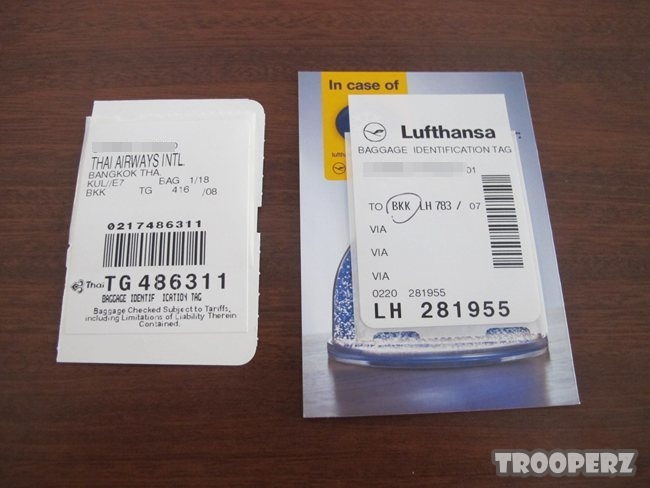 THAI AIRWAYS INTL.
BANGKOK THA.
KUL//E7 BAG 1/18
BKK TG 416 /08
0217486311
Thai TG 486311
BAGGAGE IDENTIF ICATION TAG
Baggage Checked Subject to Tariffs,
including Limitations of Liability Therein
Contained.
In case of
Lufthansa
BAGGAGE IDENTIFICATION TAG
01
TO BKK LH 783 / 07
VIA
VIA
VIA
0220 281955
LH 281955
TROOPERZ